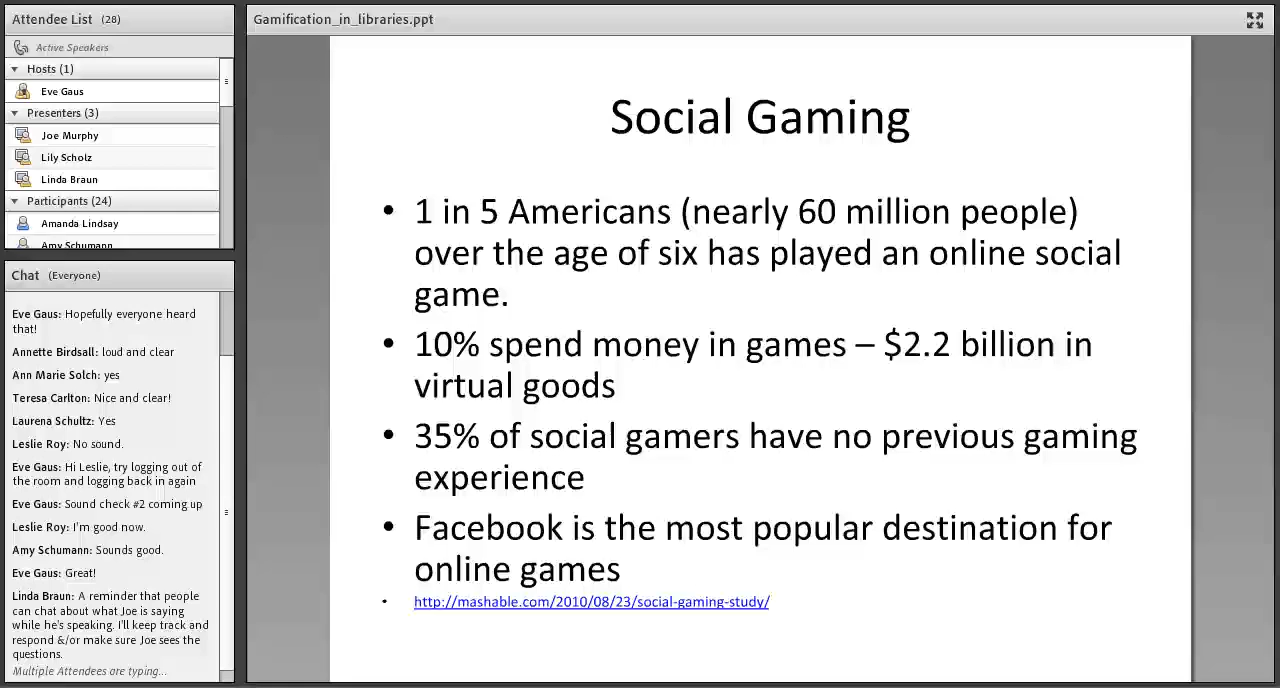 Attendee List (28)
Active Speakers
Hosts (1)
Eve Gaus
Presenters (3)
Joe Murphy
Lily Scholz
Linda Braun
Participants (24)
Amanda Lindsay
Amy Schumann
Chat (Everyone)
Eve Gaus: Hopefully everyone heard
that!
Annette Birdsall: loud and clear
Ann Marie Solch: yes
Teresa Carlton: Nice and clear!
Laurena Schultz: Yes
Leslie Roy: No sound.
Eve Gaus: Hi Leslie, try logging out of
the room and logging back in again
Eve Gaus: Sound check #2 coming up
Leslie Roy: I'm good now.
Amy Schumann: Sounds good.
Eve Gaus: Great!
Linda Braun: A reminder that people
can chat about what Joe is saying
while he's speaking. I'll keep track and
respond &/or make sure Joe sees the
questions.
Multiple Attendees are typing...
Gamification_in_libraries.ppt
Social Gaming
• 1 in 5 Americans (nearly 60 million people)
over the age of six has played an online social
game.
• 10% spend money in games – $2.2 billion in
virtual goods
• 35% of social gamers have no previous gaming
experience
• Facebook is the most popular destination for
online games
• http://mashable.com/2010/08/23/social-gaming-study/